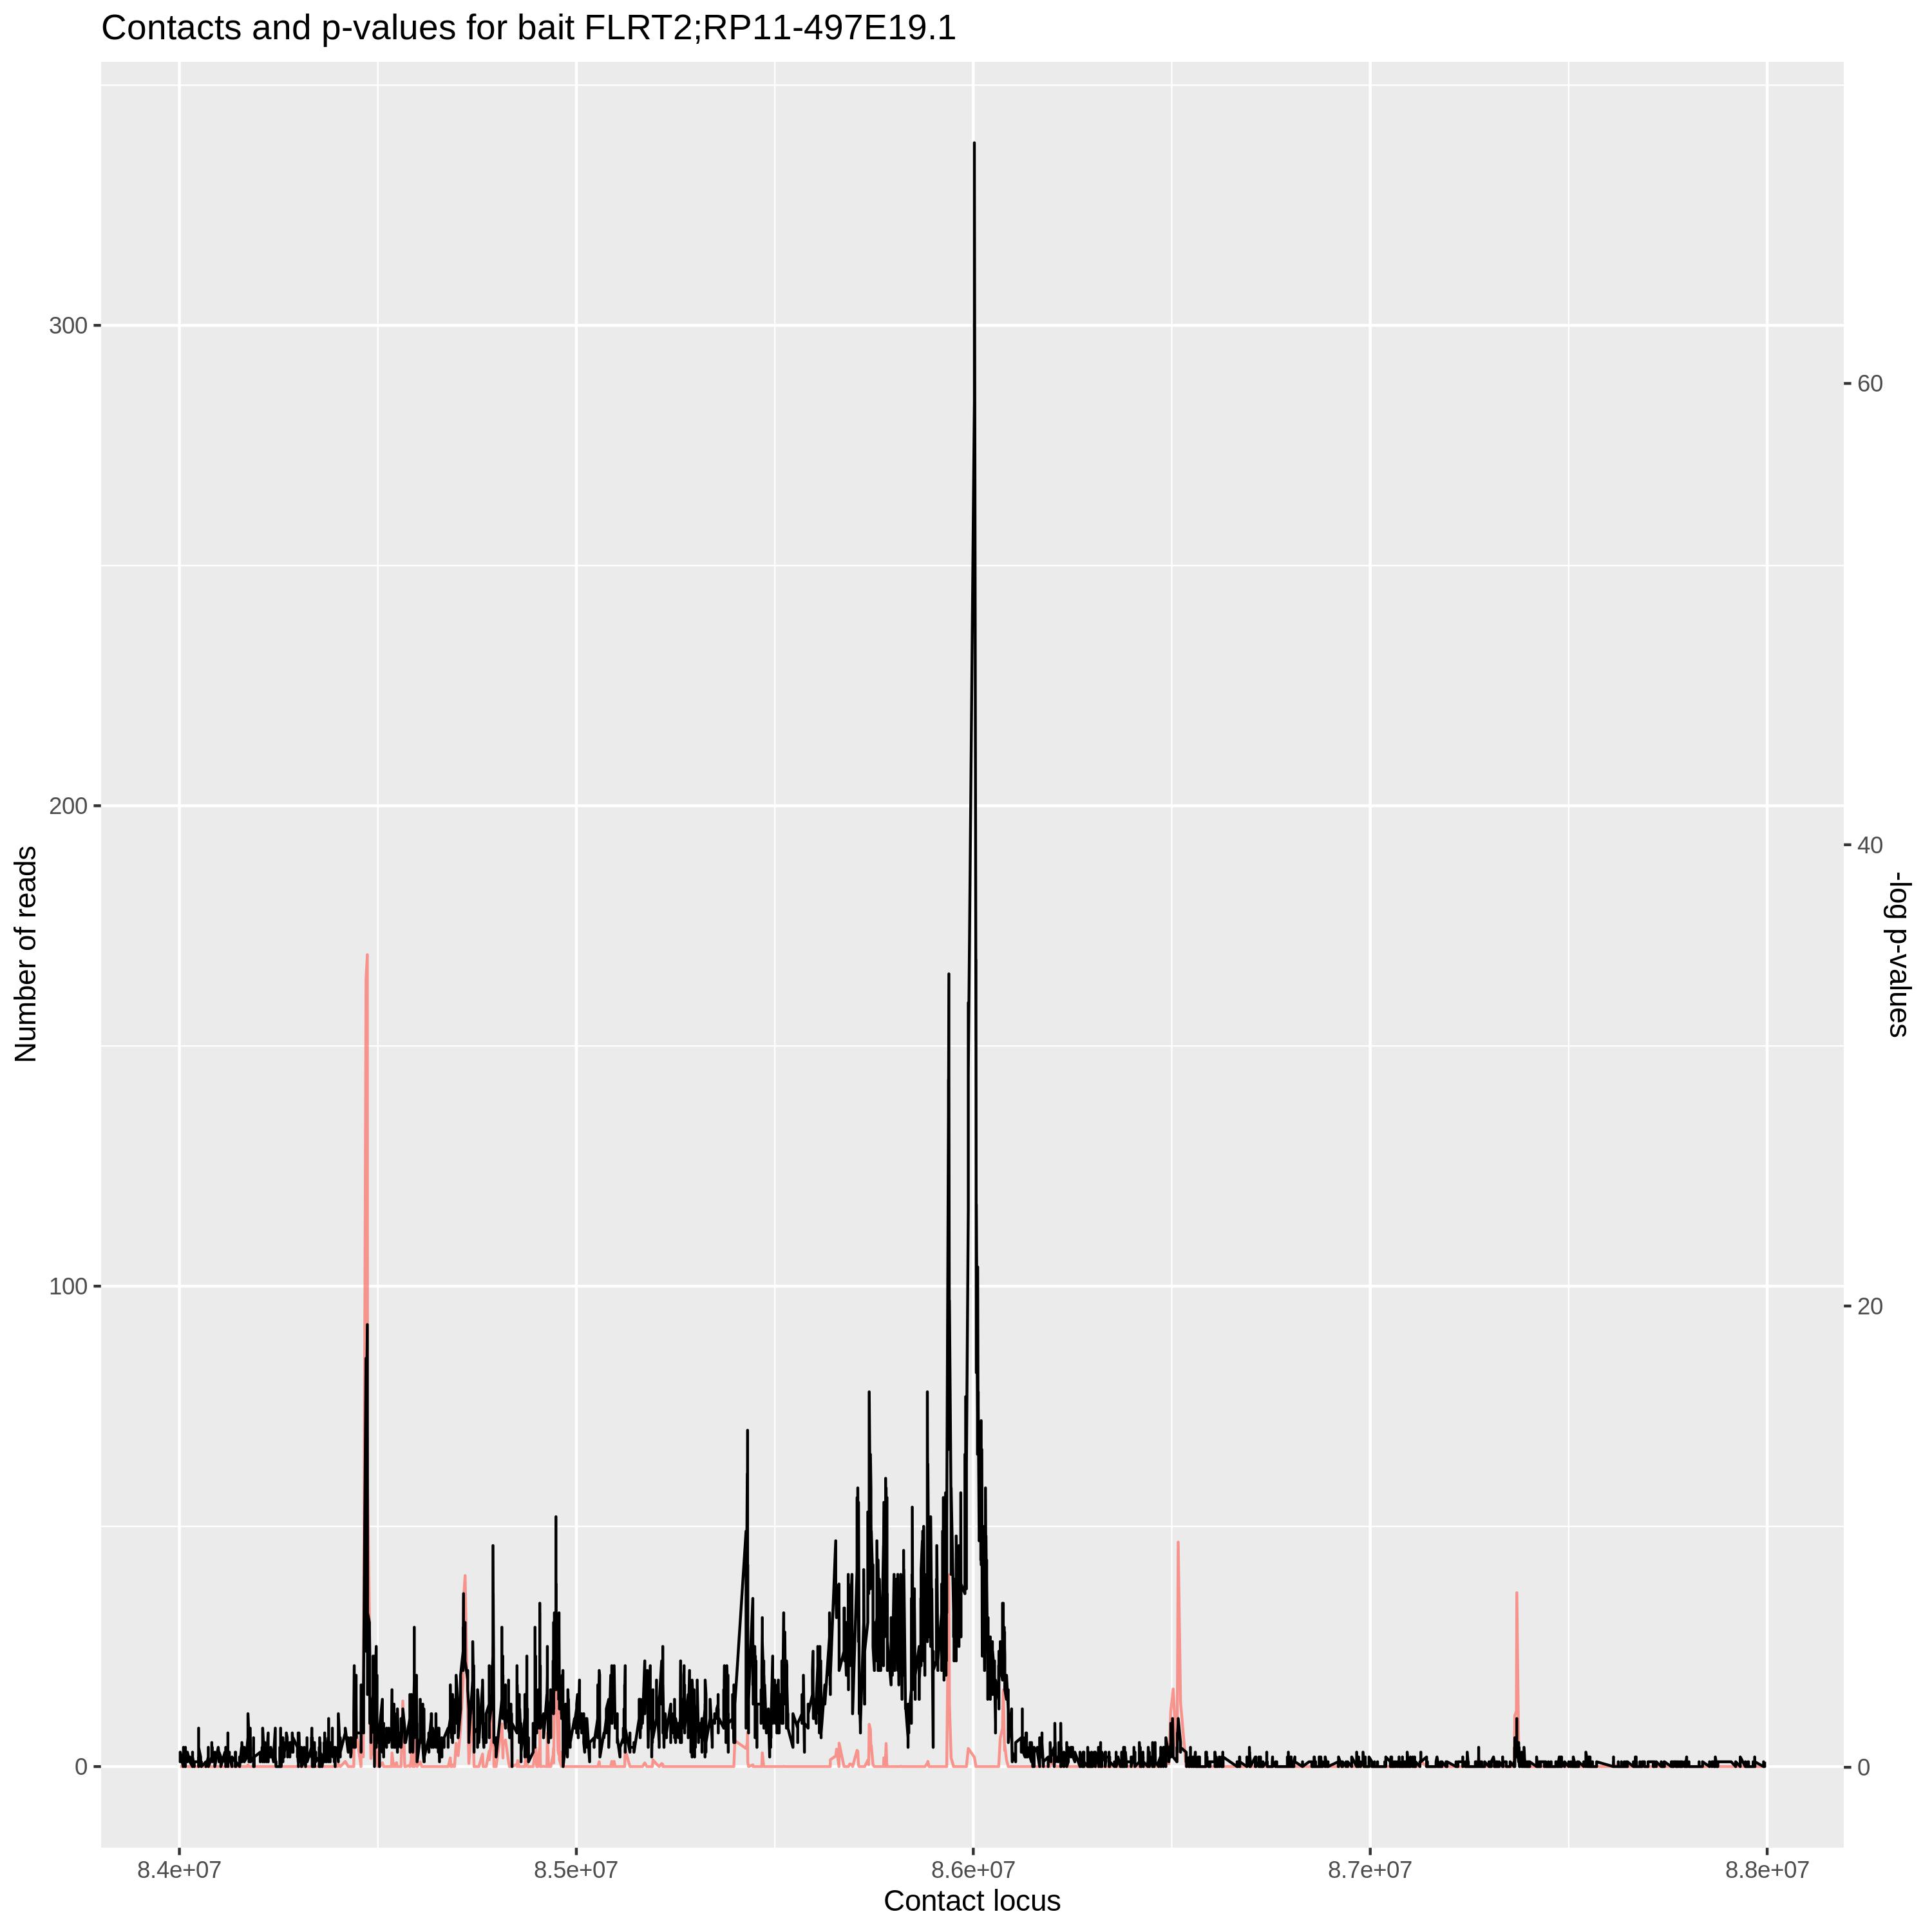 Contacts and p-values for bait FLRT2;RP11-497E19.1
300
200
100
0
60
40
20
0
Number of reads
-log p-values
8.4e+07 8.5e+07 8.6e+07 8.7e+07 8.8e+07
Contact locus